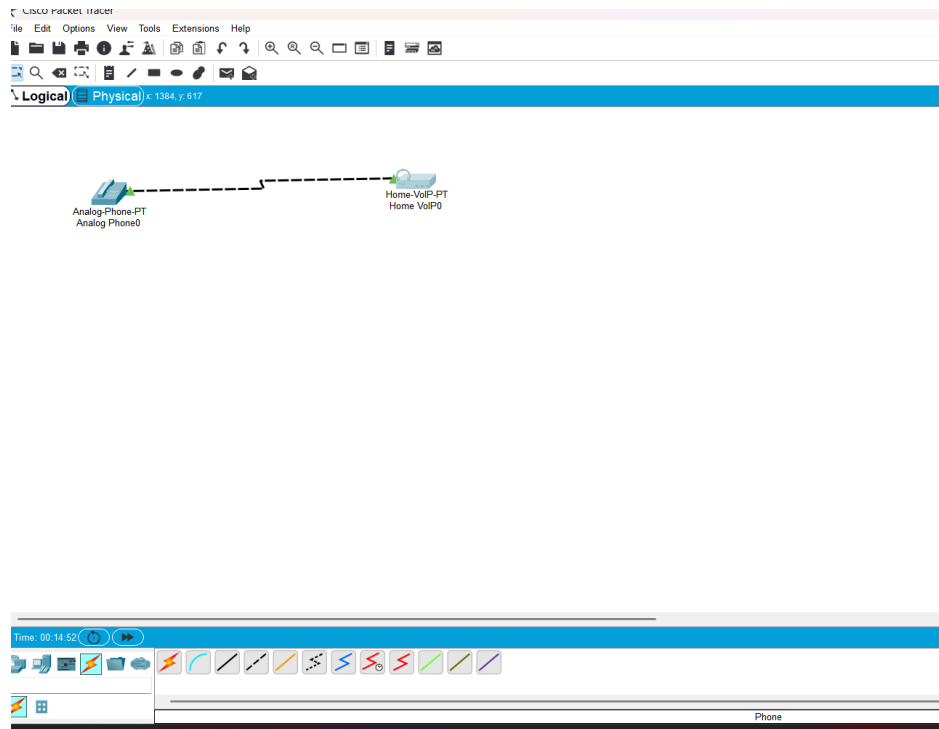 Cisco Packet Tracer
File Edit Options View Tools Extensions Help
Logical Physical x: 1384, y: 617
Analog-Phone-PT
Analog Phone0
Home-VoIP-PT
Home VoIP0
Time: 00:14:52
Phone